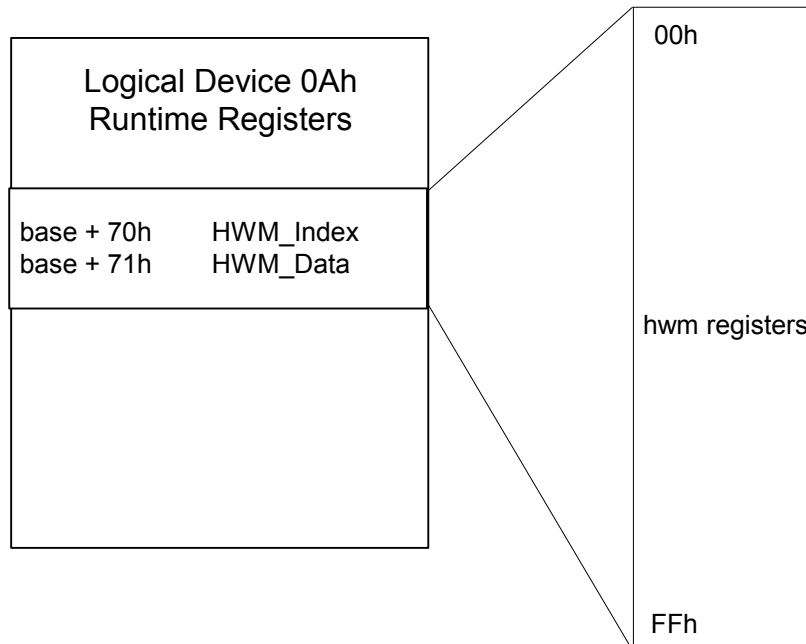 Logical Device 0Ah
Runtime Registers
base + 70h HWM_Index
base + 71h HWM_Data
00h
hwm registers
FFh